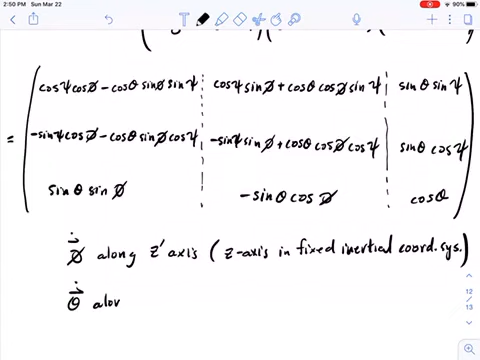 2:50 PM Sun Mar 22
90%
cosψcosφ - cosθ sinφ sinψ cosψ sinφ + cosθ cosφ sinψ sinθ sinψ
= -sinψcosφ - cosθ sinφ cosψ -sinψ sinφ + cosθ cosφ cosψ sinθ cosψ
sinθ sinφ -sinθ cosφ cosθ
φ̇ along z' axis (z-axis in fixed inertial coord. sys.)
θ̇ alo
12
13